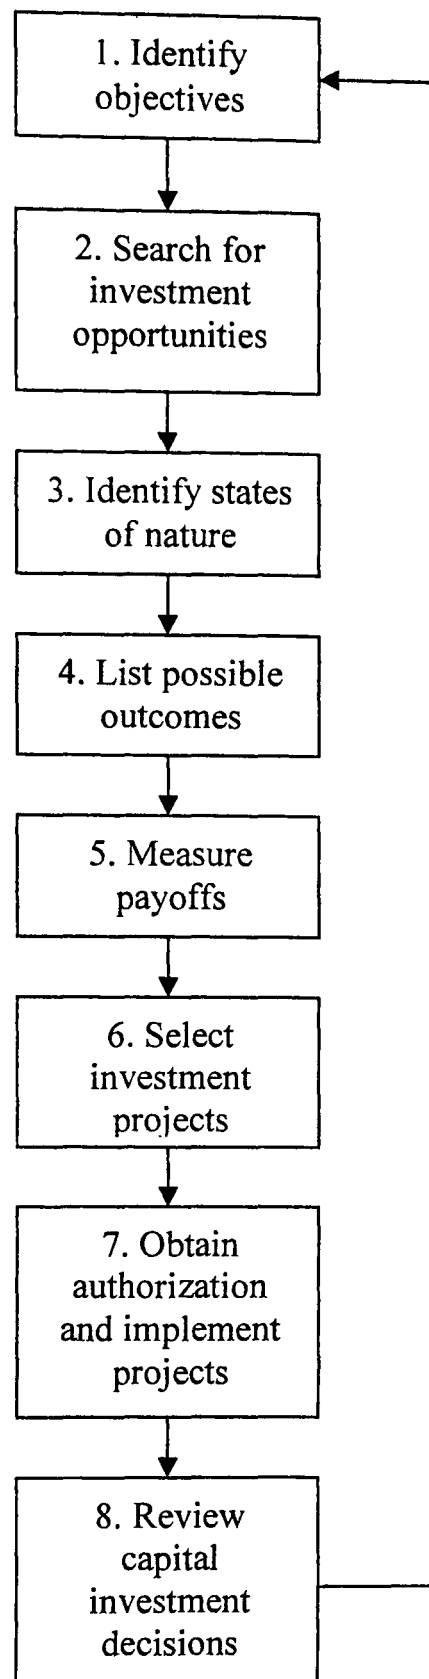 1. Identify
objectives
2. Search for
investment
opportunities
3. Identify states
of nature
4. List possible
outcomes
5. Measure
payoffs
6. Select
investment
projects
7. Obtain
authorization
and implement
projects
8. Review
capital
investment
decisions